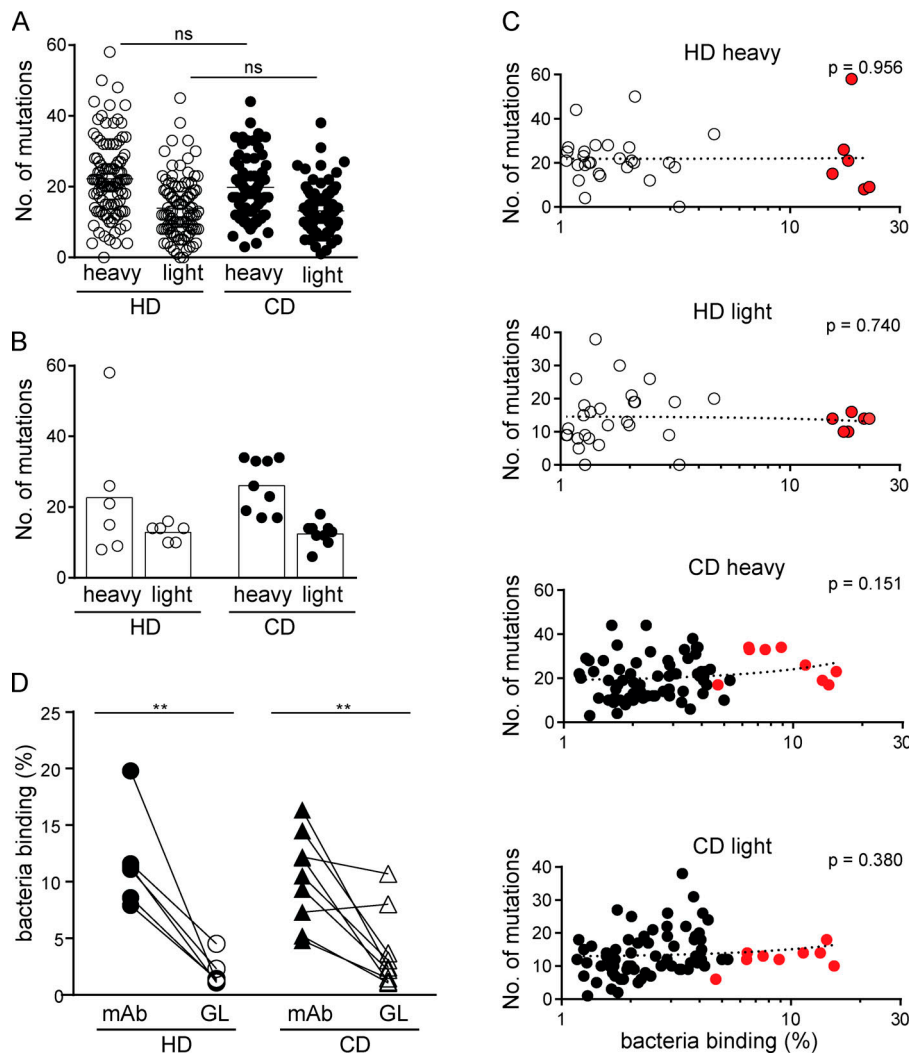 A
ns
ns
No. of mutations
60
40
20
0
heavy light heavy light
HD CD
B
No. of mutations
60
40
20
0
heavy light heavy light
HD CD
D
bacteria binding (%)
25
20
15
10
5
0
** **
mAb GL mAb GL
HD CD
C
HD heavy
p = 0.956
No. of mutations
60
40
20
0
1 10 30
HD light
p = 0.740
No. of mutations
40
30
20
10
0
1 10 30
CD heavy
p = 0.151
No. of mutations
60
40
20
0
1 10 30
CD light
p = 0.380
No. of mutations
40
30
20
10
0
1 10 30
bacteria binding (%)